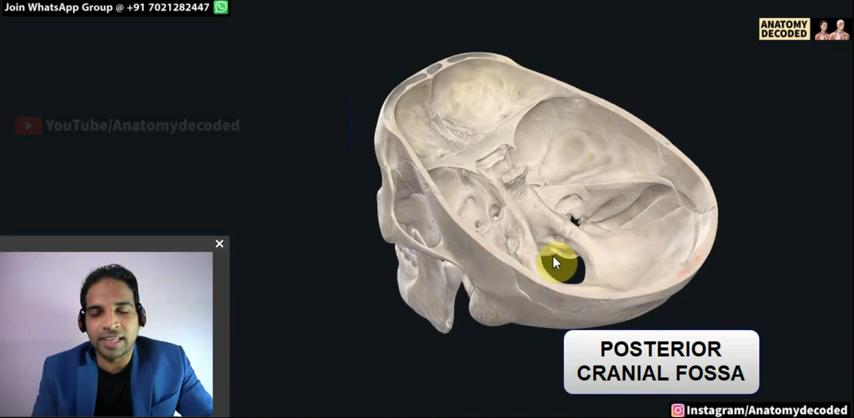 Join WhatsApp Group @ +91 7021282447
ANATOMY
DECODED
YouTube/Anatomydecoded
POSTERIOR
CRANIAL FOSSA
Instagram/Anatomydecoded